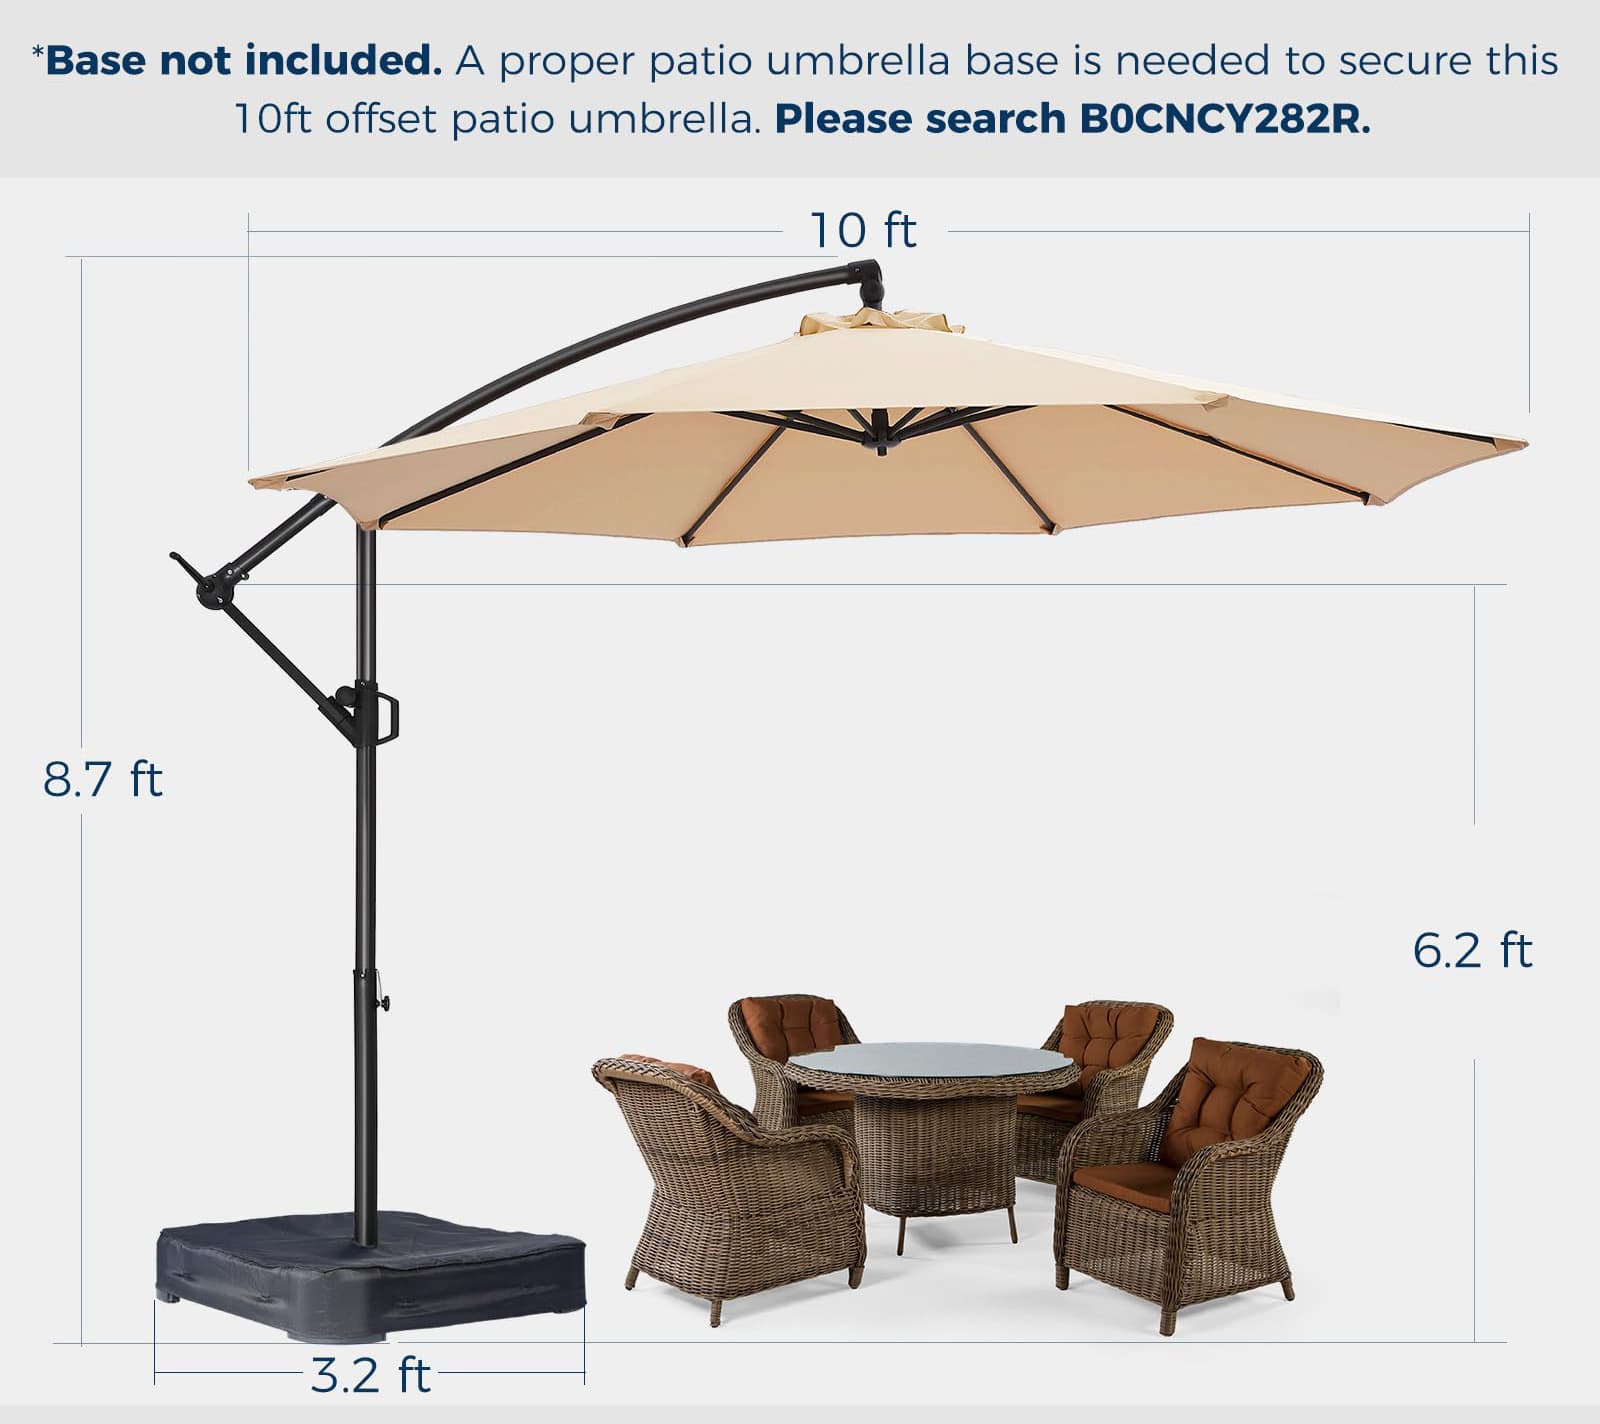 *Base not included. A proper patio umbrella base is needed to secure this
10ft offset patio umbrella. Please search B0CNCY282R.
10 ft
8.7 ft
6.2 ft
3.2 ft